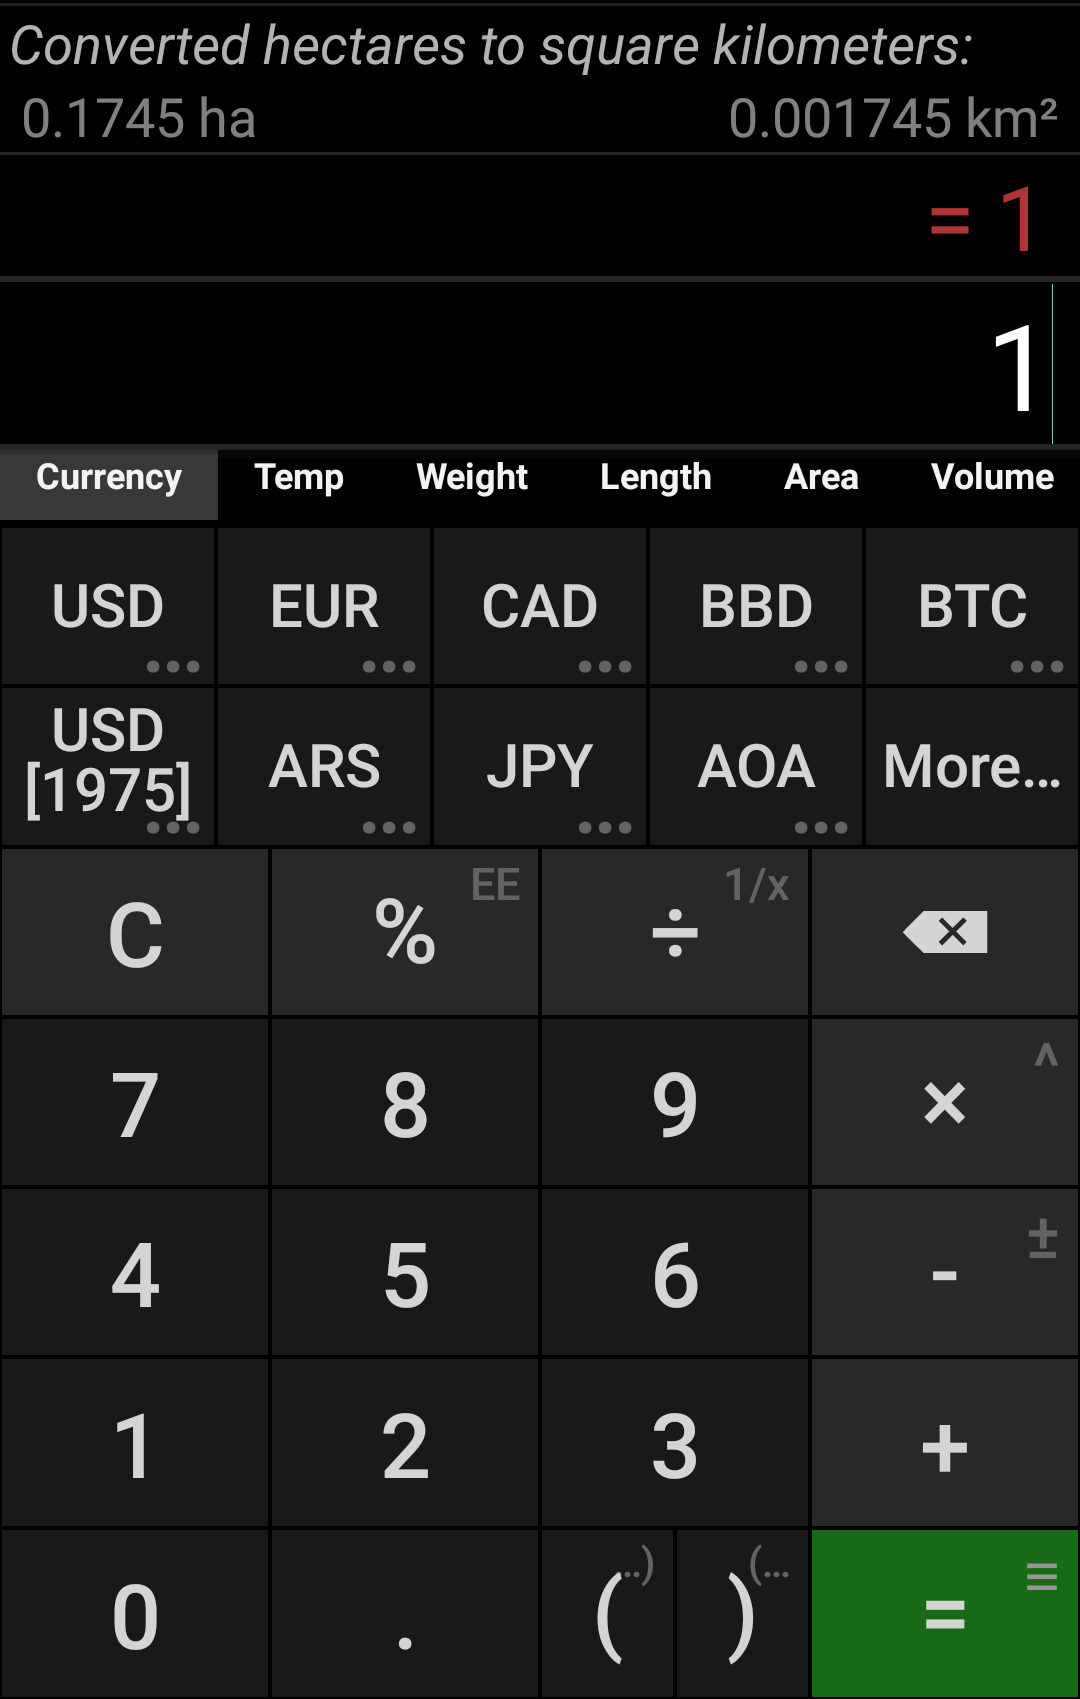 Converted hectares to square kilometers:
0.1745 ha 0.001745 km²
= 1
1
Currency Temp Weight Length Area Volume
USD EUR CAD BBD BTC
USD [1975] ARS JPY AOA More...
C % EE ÷ 1/x
7 8 9 × ^
4 5 6 - ±
1 2 3 +
0 . ( ..) ) (... = ≡